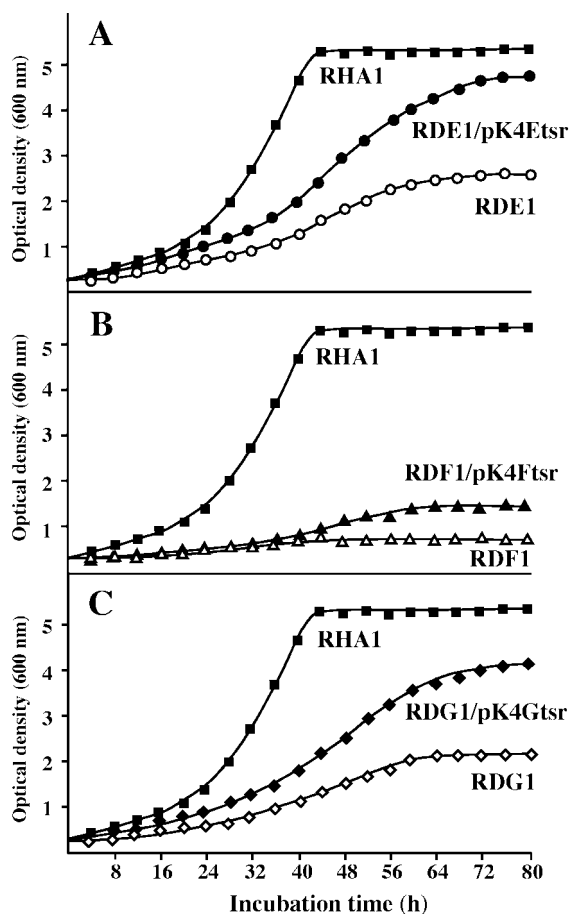 A
Optical density (600 nm)
5
4
3
2
1
RHA1
RDE1/pK4Etsr
RDE1
B
Optical density (600 nm)
5
4
3
2
1
RHA1
RDF1/pK4Ftsr
RDF1
C
Optical density (600 nm)
5
4
3
2
1
RHA1
RDG1/pK4Gtsr
RDG1
8 16 24 32 40 48 56 64 72 80
Incubation time (h)